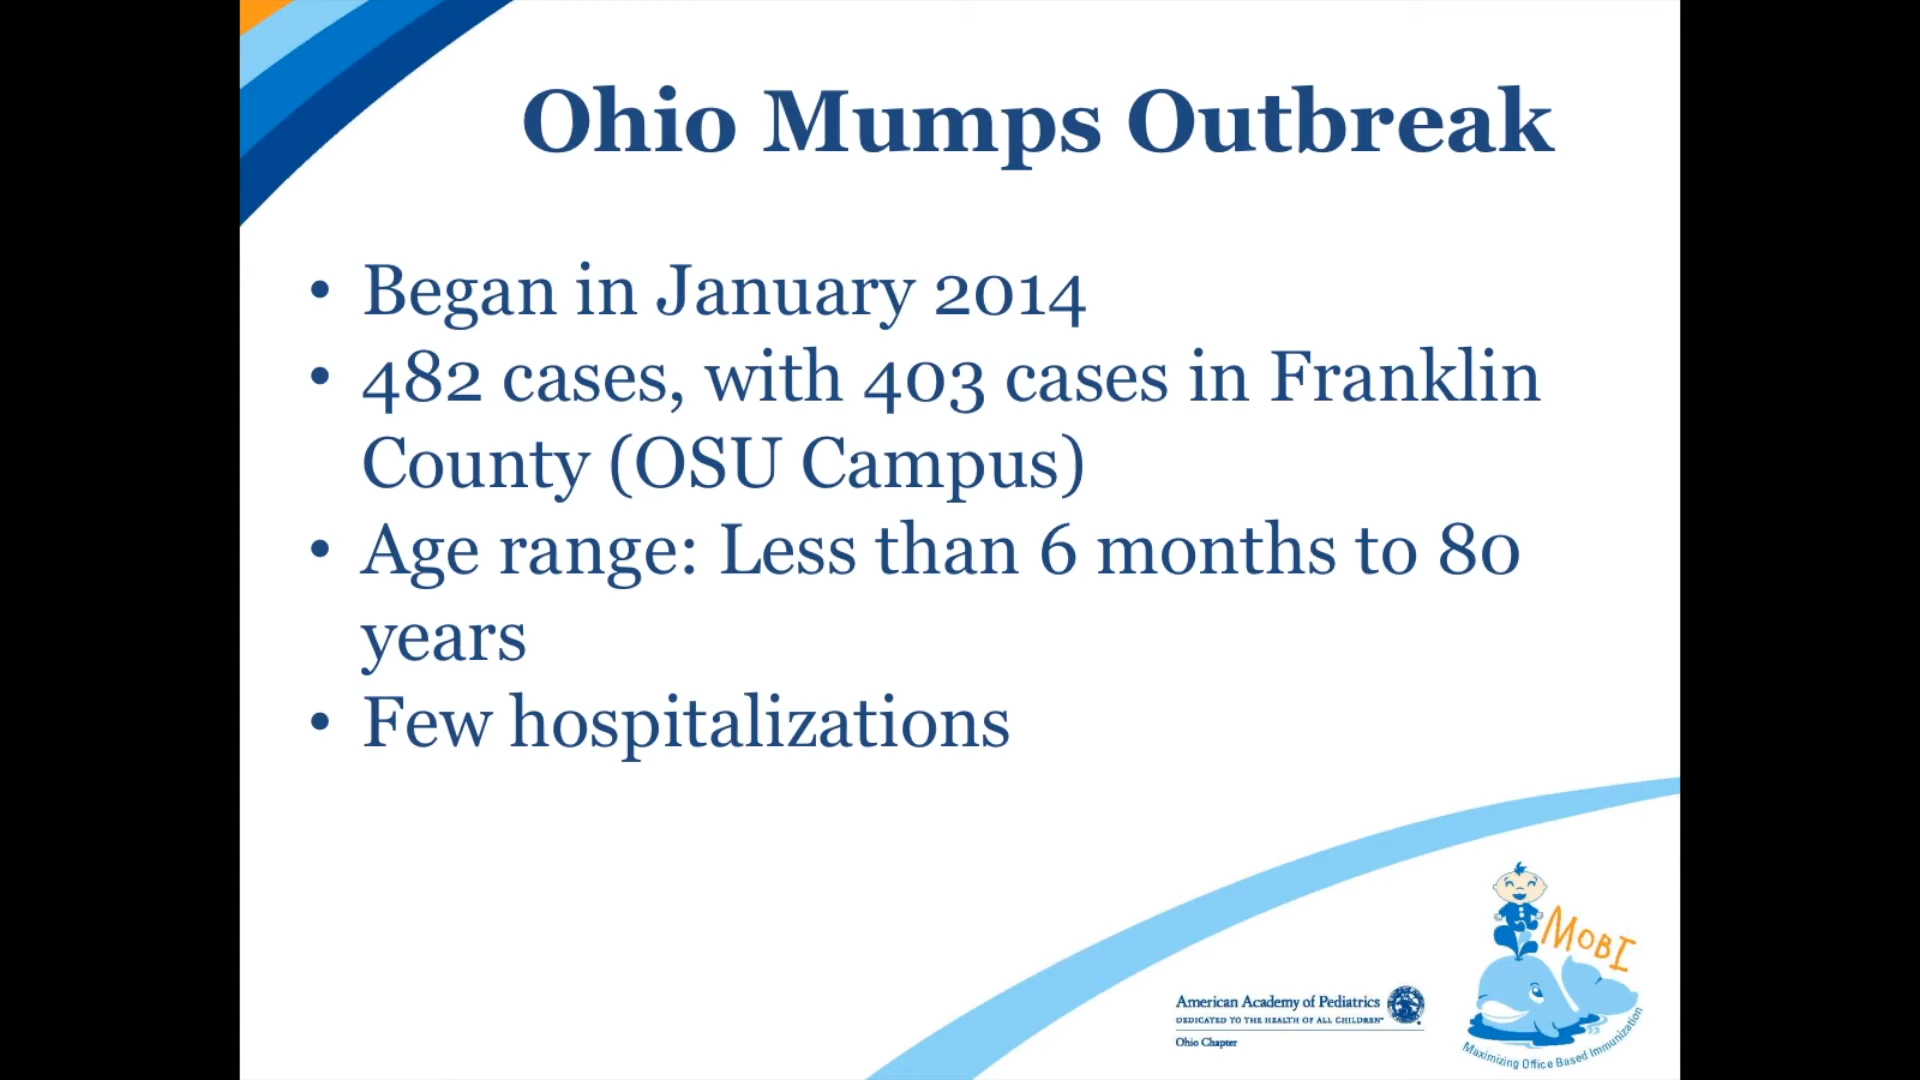 Ohio Mumps Outbreak
• Began in January 2014
• 482 cases, with 403 cases in Franklin
County (OSU Campus)
• Age range: Less than 6 months to 80
years
• Few hospitalizations
MOBI
American Academy of Pediatrics
DEDICATED TO THE HEALTH OF ALL CHILDREN™
Ohio Chapter
Maximizing Office Based Immunization